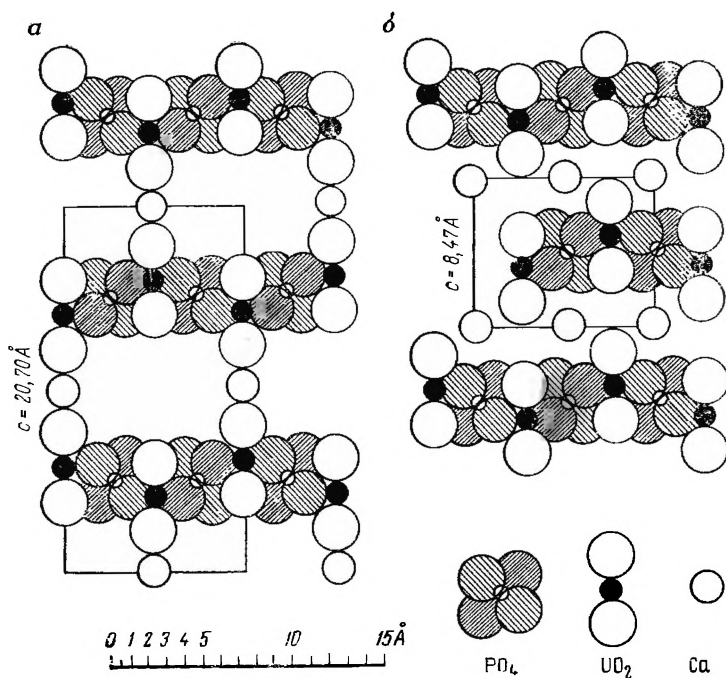 а
б
c = 20,70Å
c = 8,47Å
0 1 2 3 4 5 10 15Å
PO₄ UO₂ Ca